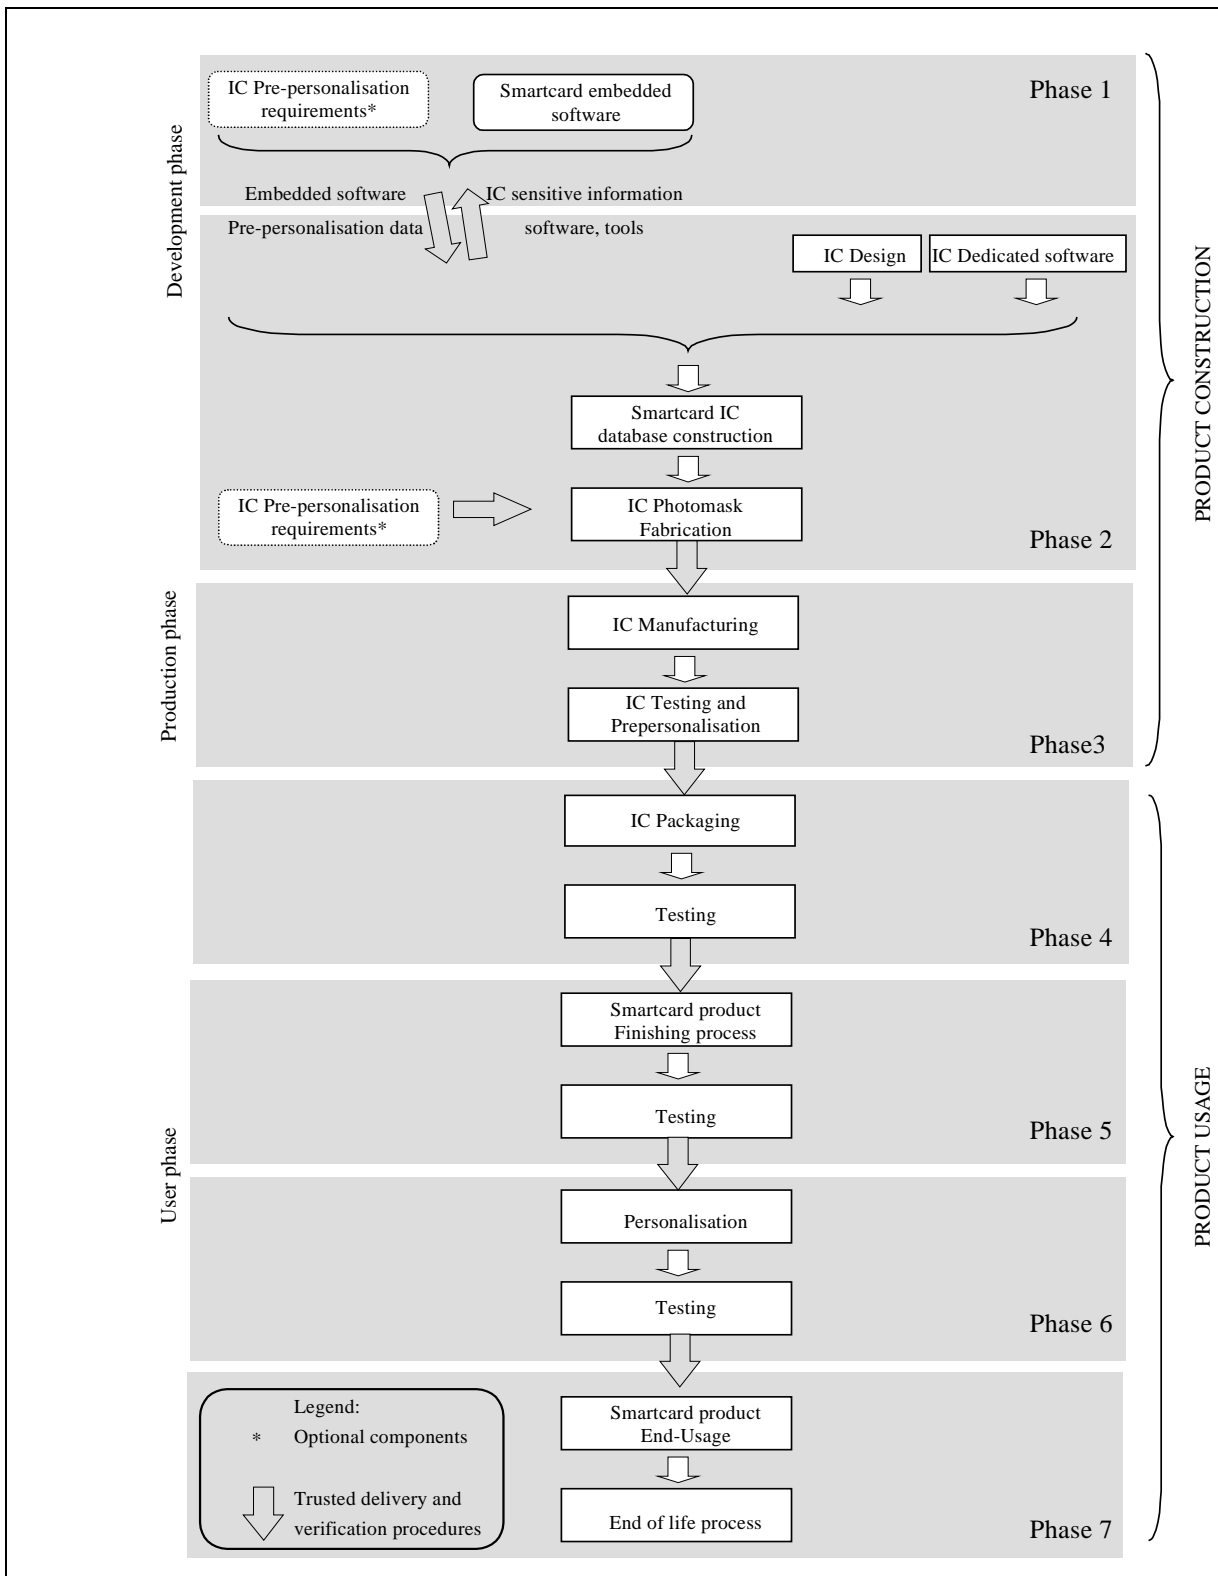 IC Pre-personalisation
requirements*
Smartcard embedded
software
Phase 1
Development phase
Embedded software
IC sensitive information
Pre-personalisation data
software, tools
IC Design
IC Dedicated software
PRODUCT CONSTRUCTION
Smartcard IC
database construction
IC Pre-personalisation
requirements*
IC Photomask
Fabrication
Phase 2
Production phase
IC Manufacturing
IC Testing and
Prepersonalisation
Phase3
IC Packaging
Testing
Phase 4
Smartcard product
Finishing process
Testing
Phase 5
User phase
PRODUCT USAGE
Personalisation
Testing
Phase 6
Legend:
* Optional components
Trusted delivery and
verification procedures
Smartcard product
End-Usage
End of life process
Phase 7